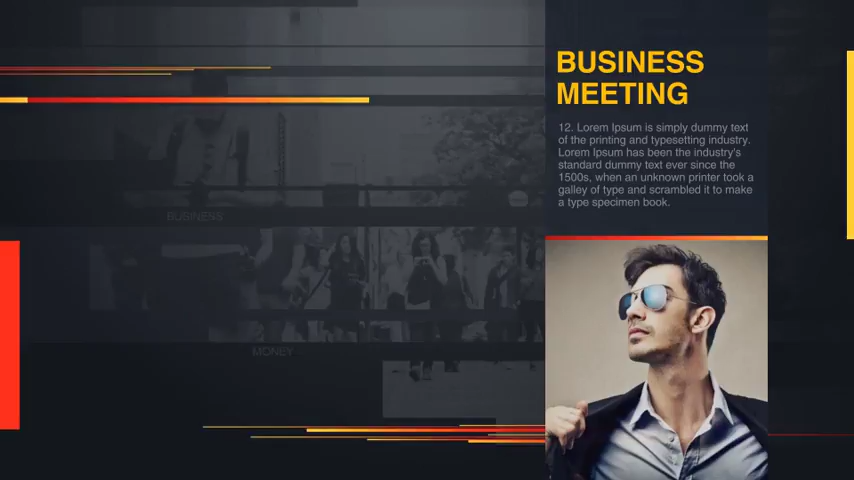 BUSINESS
MEETING
12. Lorem Ipsum is simply dummy text
of the printing and typesetting industry.
Lorem Ipsum has been the industry's
standard dummy text ever since the
1500s, when an unknown printer took a
galley of type and scrambled it to make
a type specimen book.
BUSINESS
MONEY